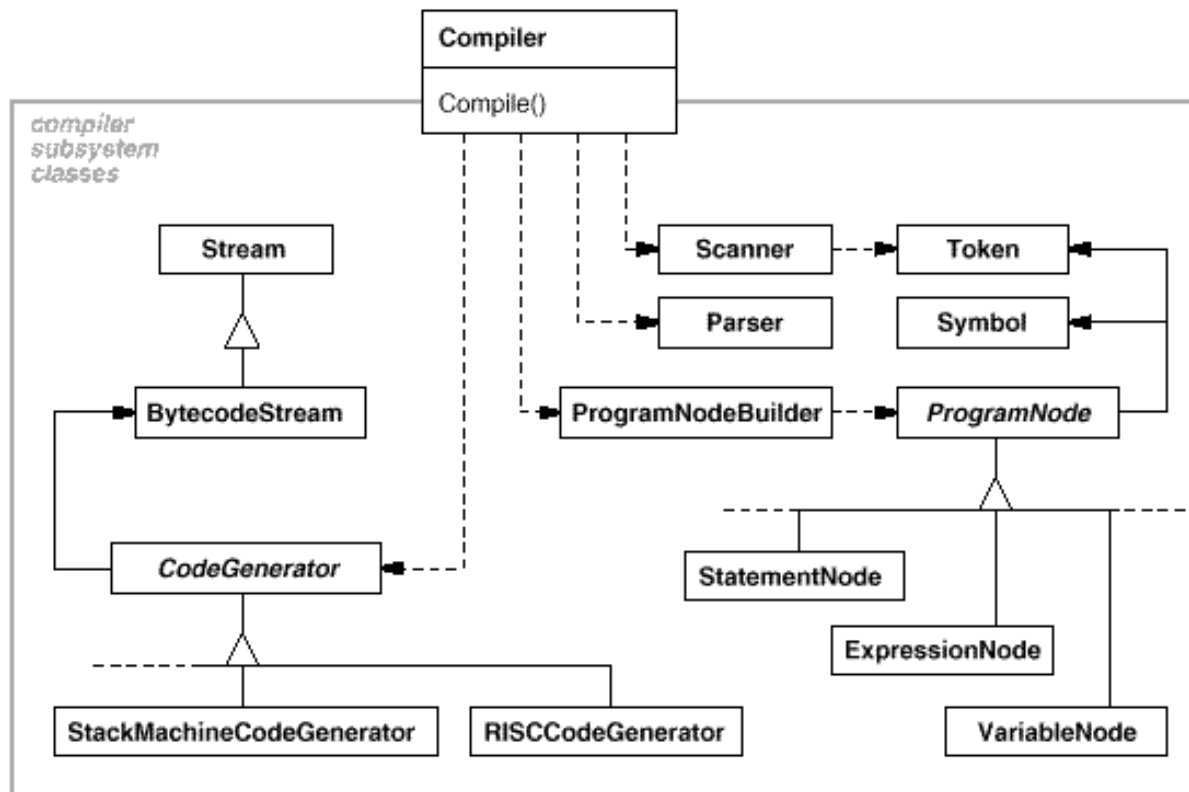 Compiler
Compile()
compiler
subsystem
classes
Stream
Scanner
Token
Parser
Symbol
BytecodeStream
ProgramNodeBuilder
ProgramNode
CodeGenerator
StatementNode
ExpressionNode
StackMachineCodeGenerator
RISCCodeGenerator
VariableNode